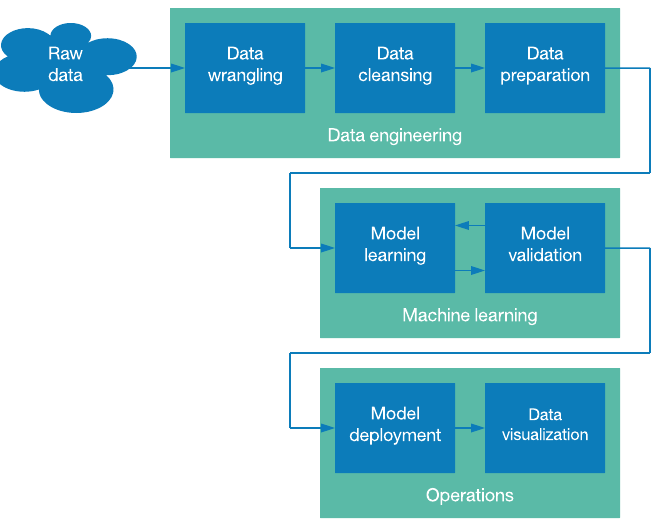 Raw
data
Data
wrangling
Data
cleansing
Data
preparation
Data engineering
Model
learning
Model
validation
Machine learning
Model
deployment
Data
visualization
Operations